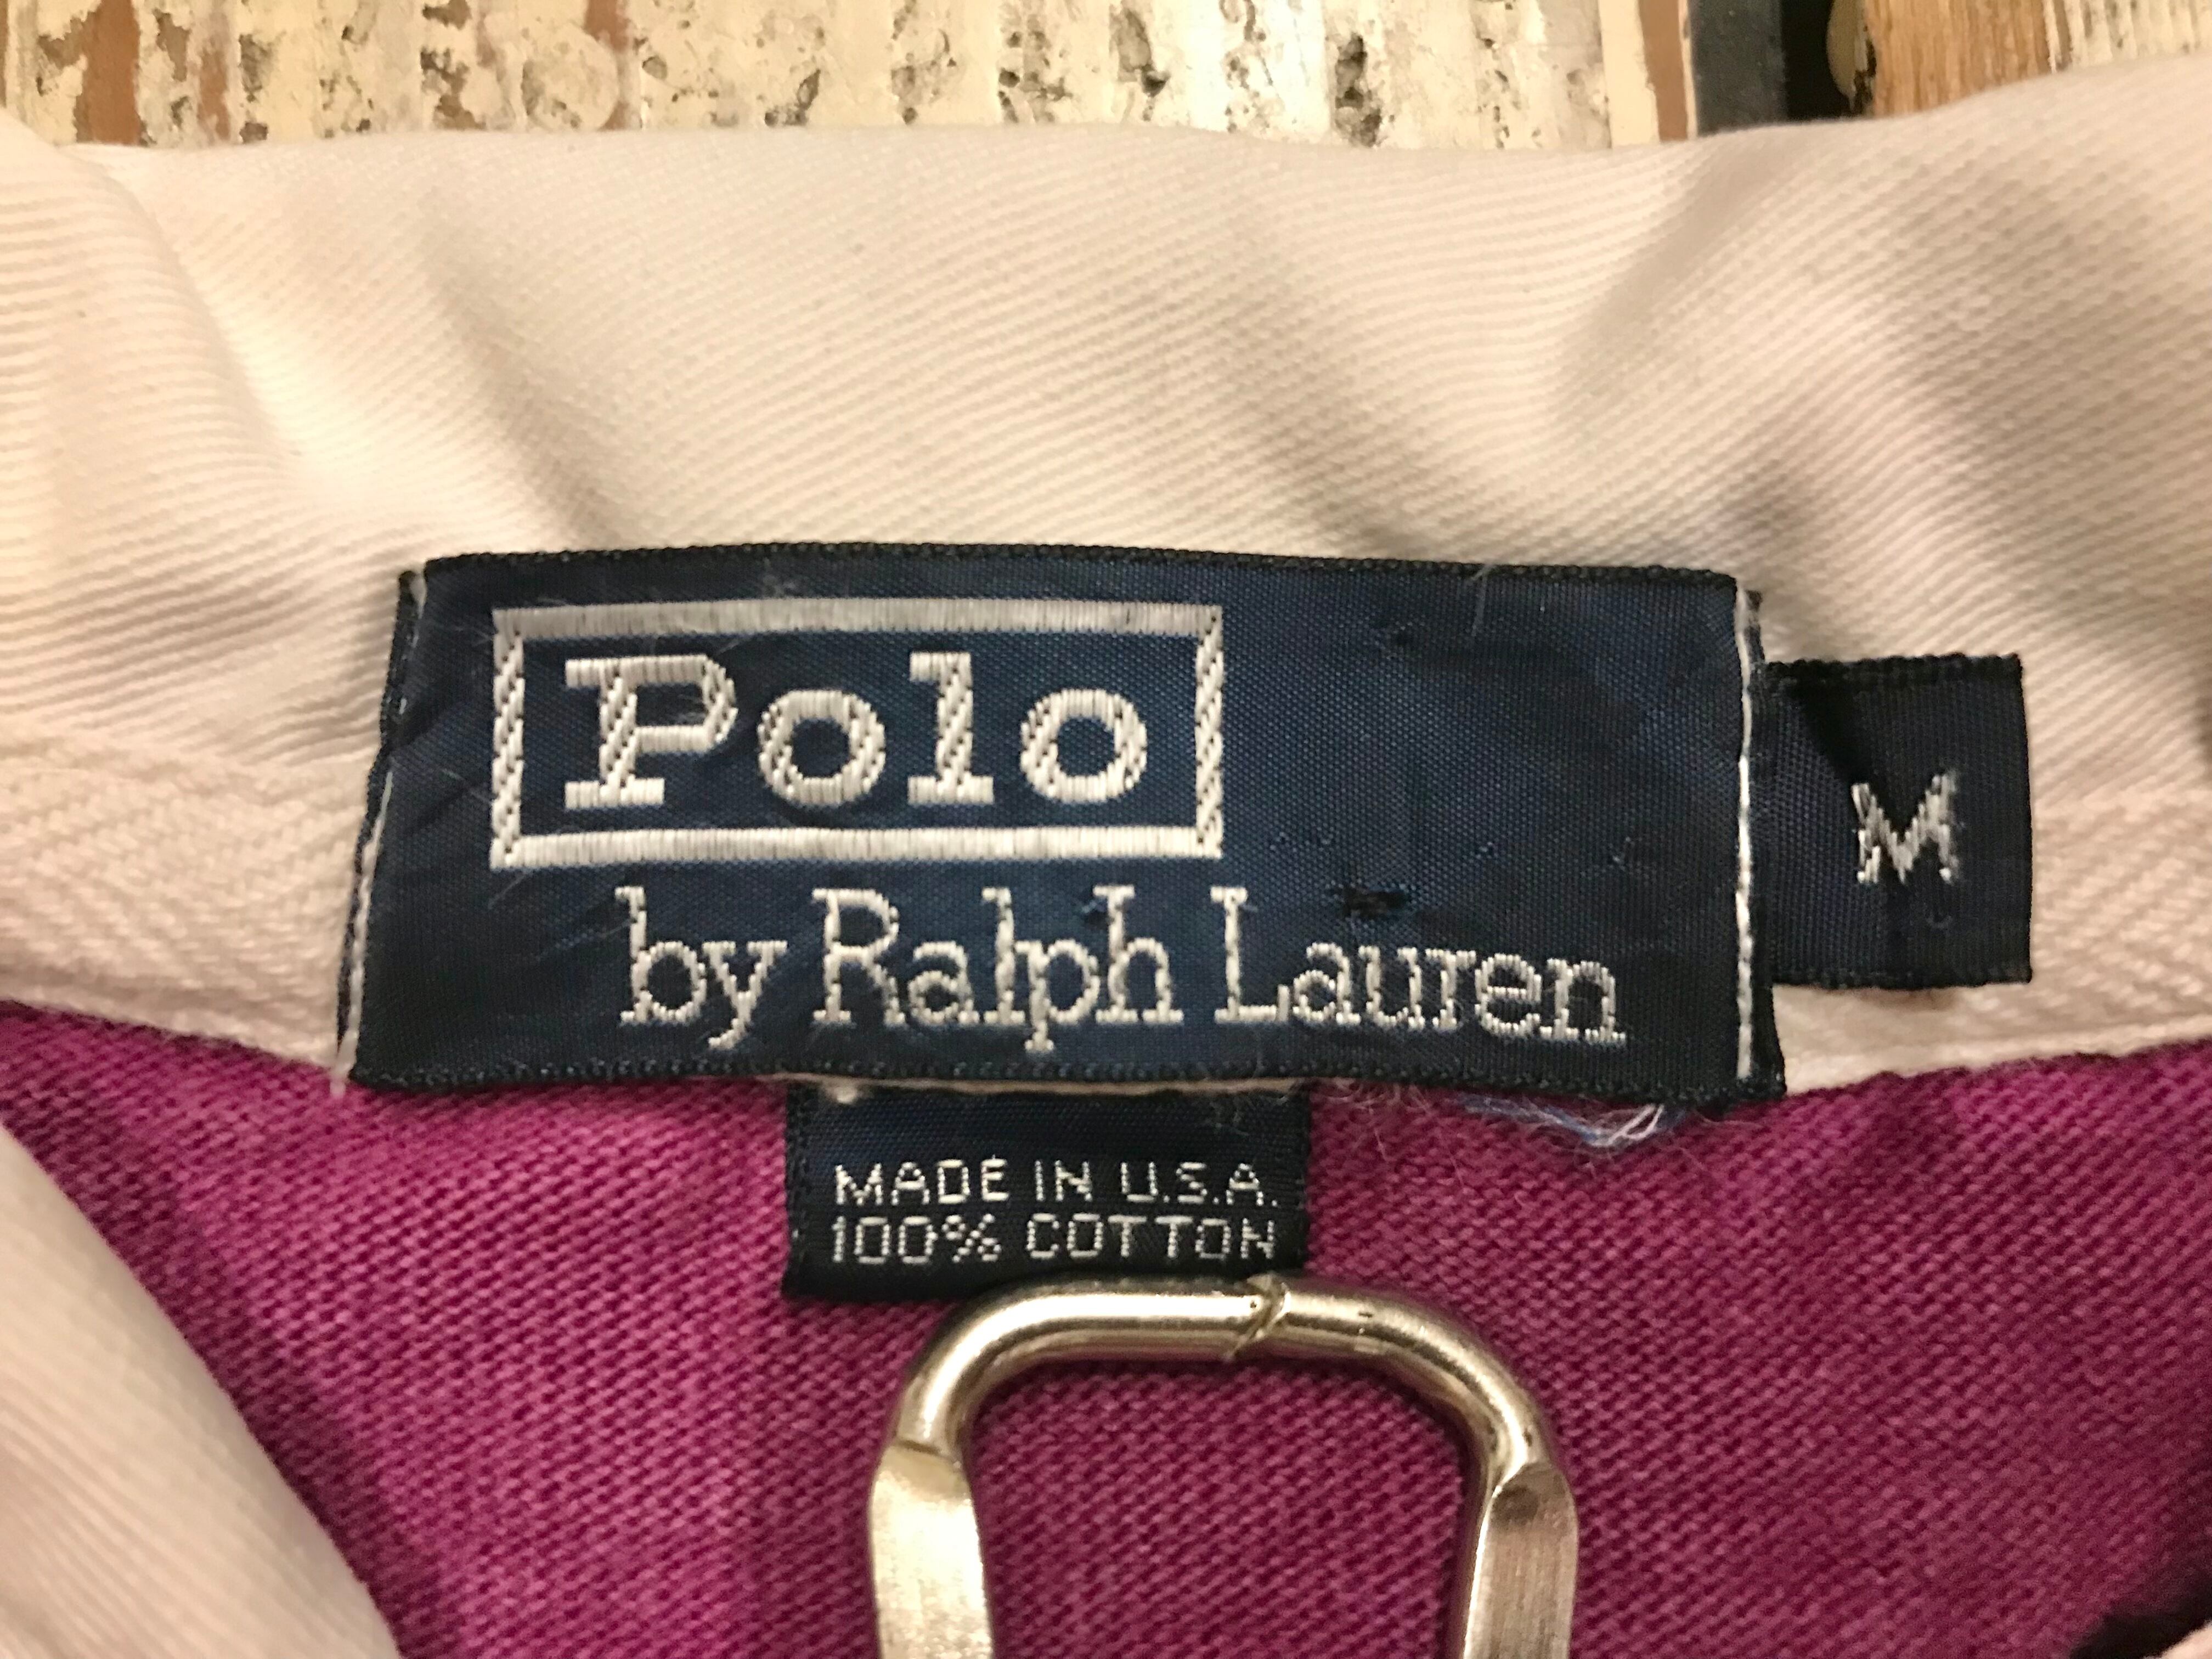 Polo
by Ralph Lauren
M
MADE IN U.S.A.
100% COTTON